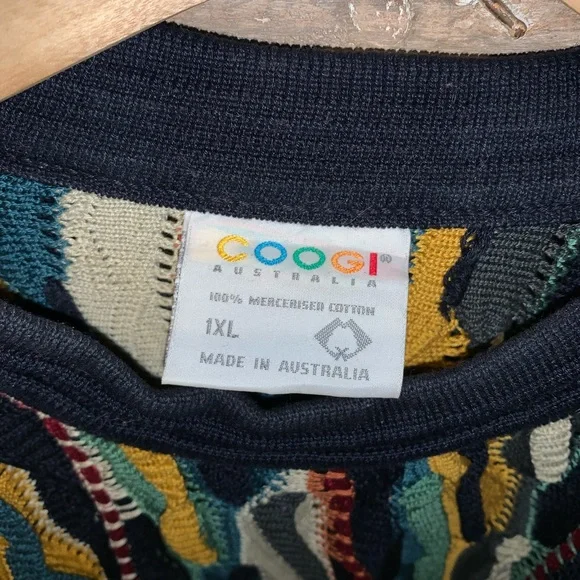 COOGI®
AUSTRALIA
100% MERCERISED COTTON
1XL
MADE IN AUSTRALIA